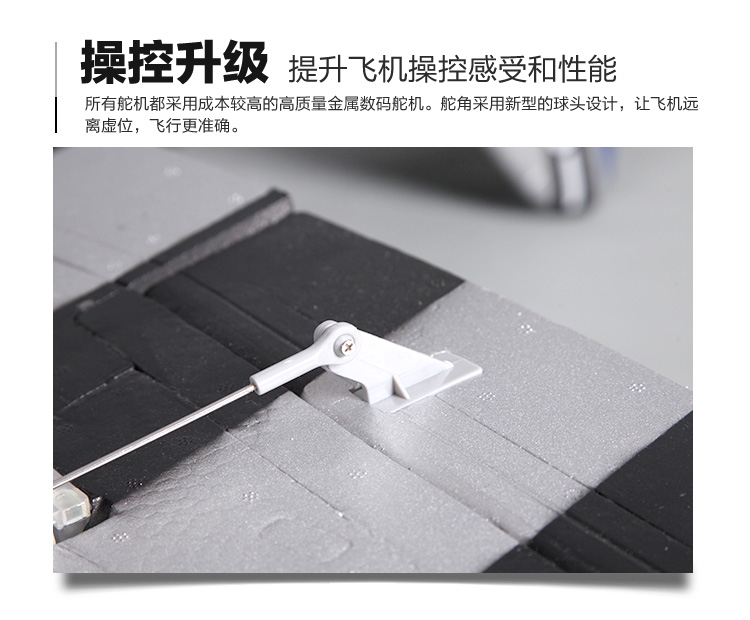 操控升级 提升飞机操控感受和性能
所有舵机都采用成本较高的高质量金属数码舵机。舵角采用新型的球头设计，让飞机远
离虚位，飞行更准确。